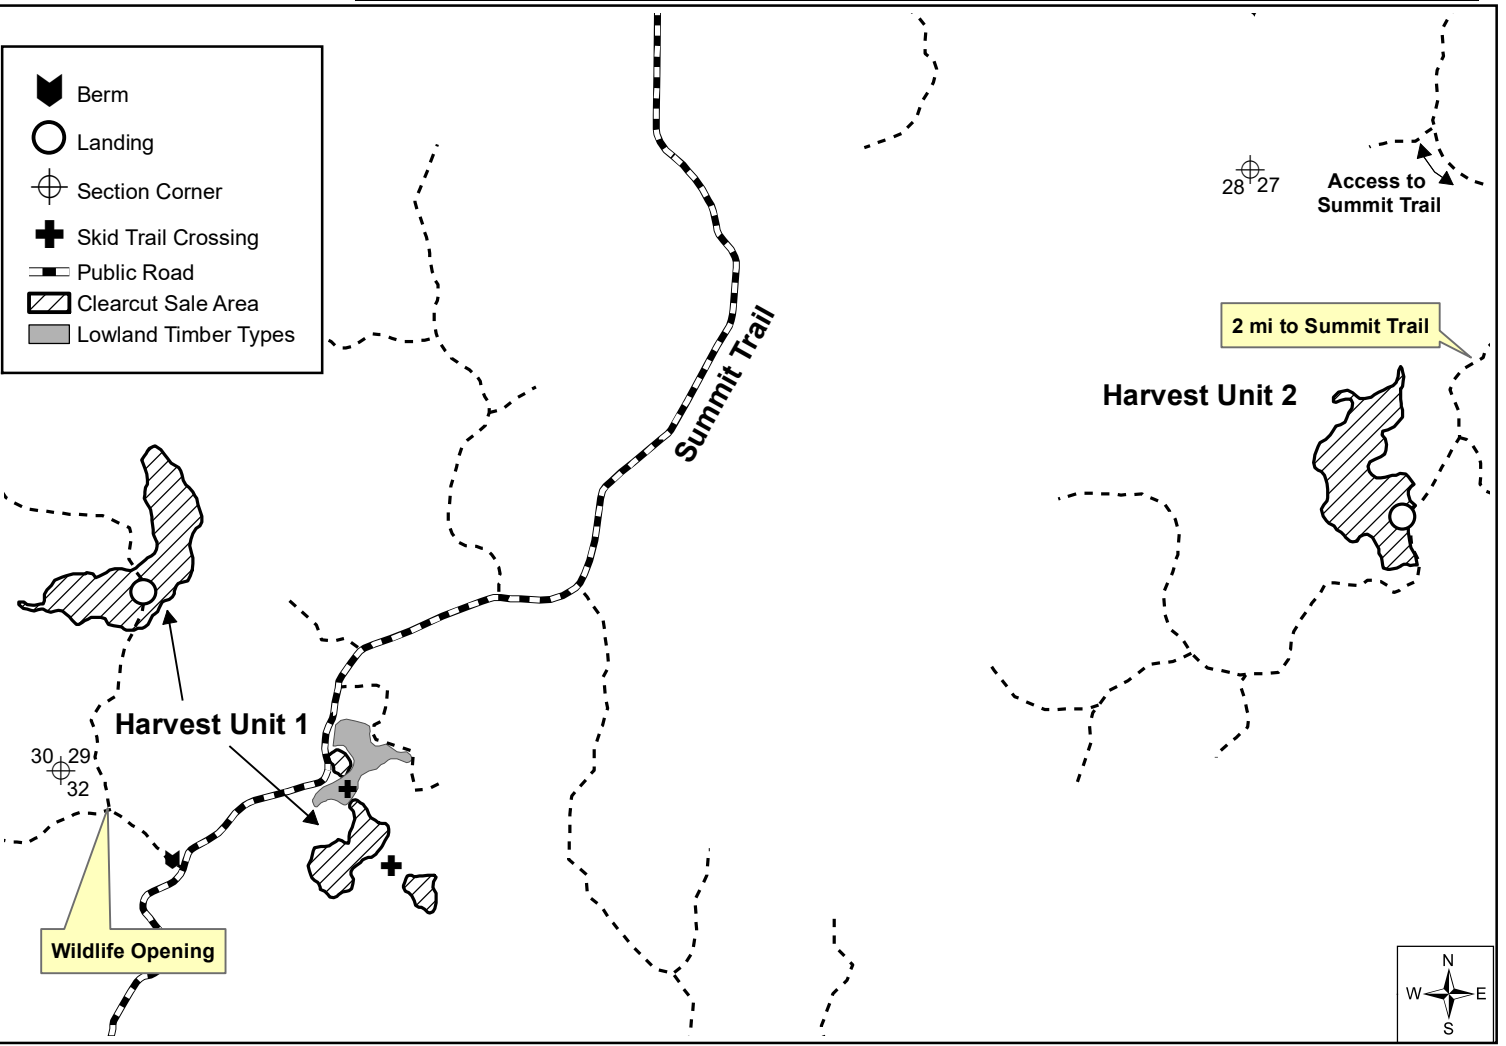 Berm
Landing
Section Corner
Skid Trail Crossing
Public Road
Clearcut Sale Area
Lowland Timber Types
28 27
Access to
Summit Trail
2 mi to Summit Trail
Summit Trail
Harvest Unit 2
Harvest Unit 1
30 29
32
Wildlife Opening
N
W E
S